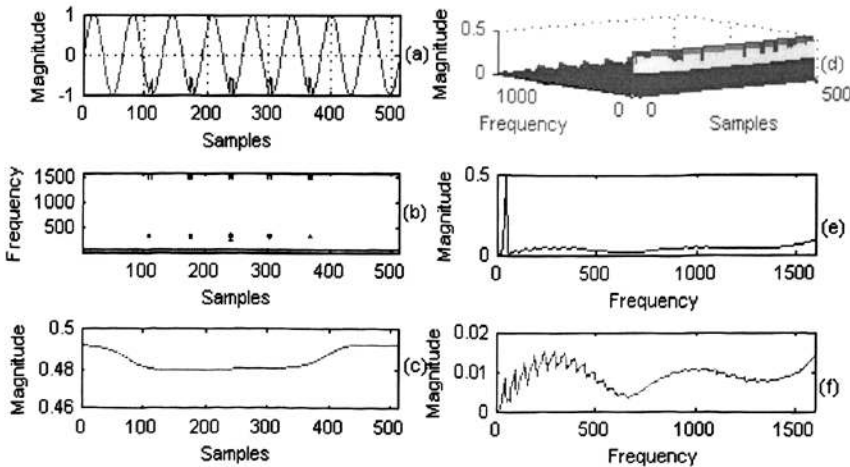 1
0
-1
Magnitude
100 200 300 400 500
Samples
(a)
1500
1000
500
Frequency
100 200 300 400 500
Samples
(b)
0.5
0.48
0.46
Magnitude
0 100 200 300 400 500
Samples
(c)
0.5
0
Magnitude
1000
0 0
500
Frequency
Samples
(d)
0.5
0
Magnitude
0 500 1000 1500
Frequency
(e)
0.02
0.01
0
Magnitude
0 500 1000 1500
Frequency
(f)